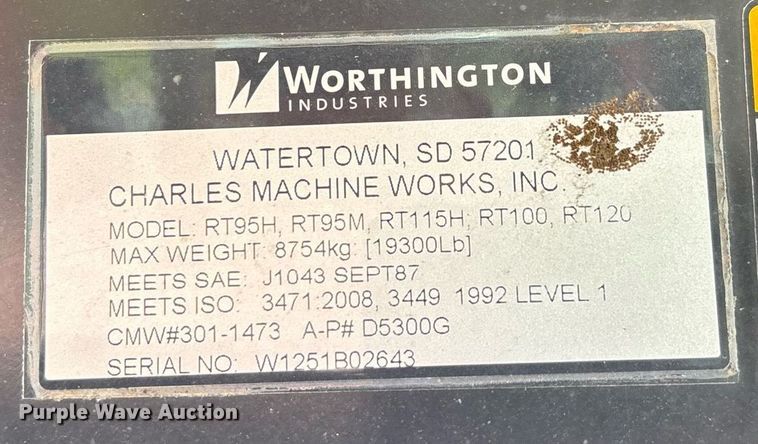 WORTHINGTON
INDUSTRIES
WATERTOWN, SD 57201
CHARLES MACHINE WORKS, INC.
MODEL: RT95H, RT95M, RT115H, RT100, RT120
MAX WEIGHT: 8754kg [19300Lb]
MEETS SAE: J1043 SEPT87
MEETS ISO: 3471:2008, 3449 1992 LEVEL 1
CMW#301-1473 A-P# D5300G
SERIAL NO: W1251B02643
Purple Wave Auction